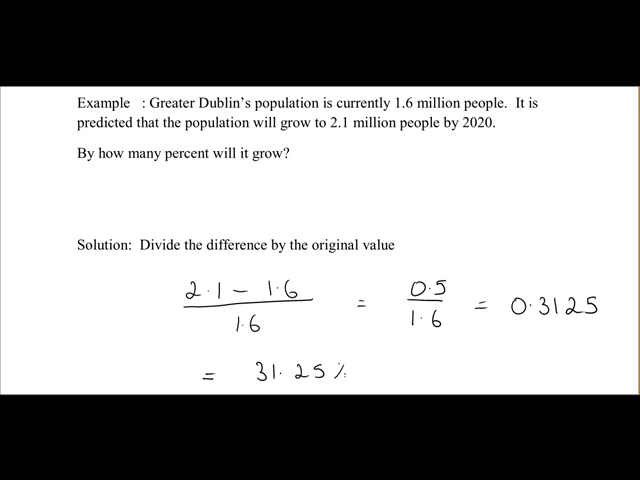 Example : Greater Dublin's population is currently 1.6 million people. It is
predicted that the population will grow to 2.1 million people by 2020.
By how many percent will it grow?
Solution: Divide the difference by the original value
2.1 - 1.6 / 1.6 = 0.5 / 1.6 = 0.3125
= 31.25 %